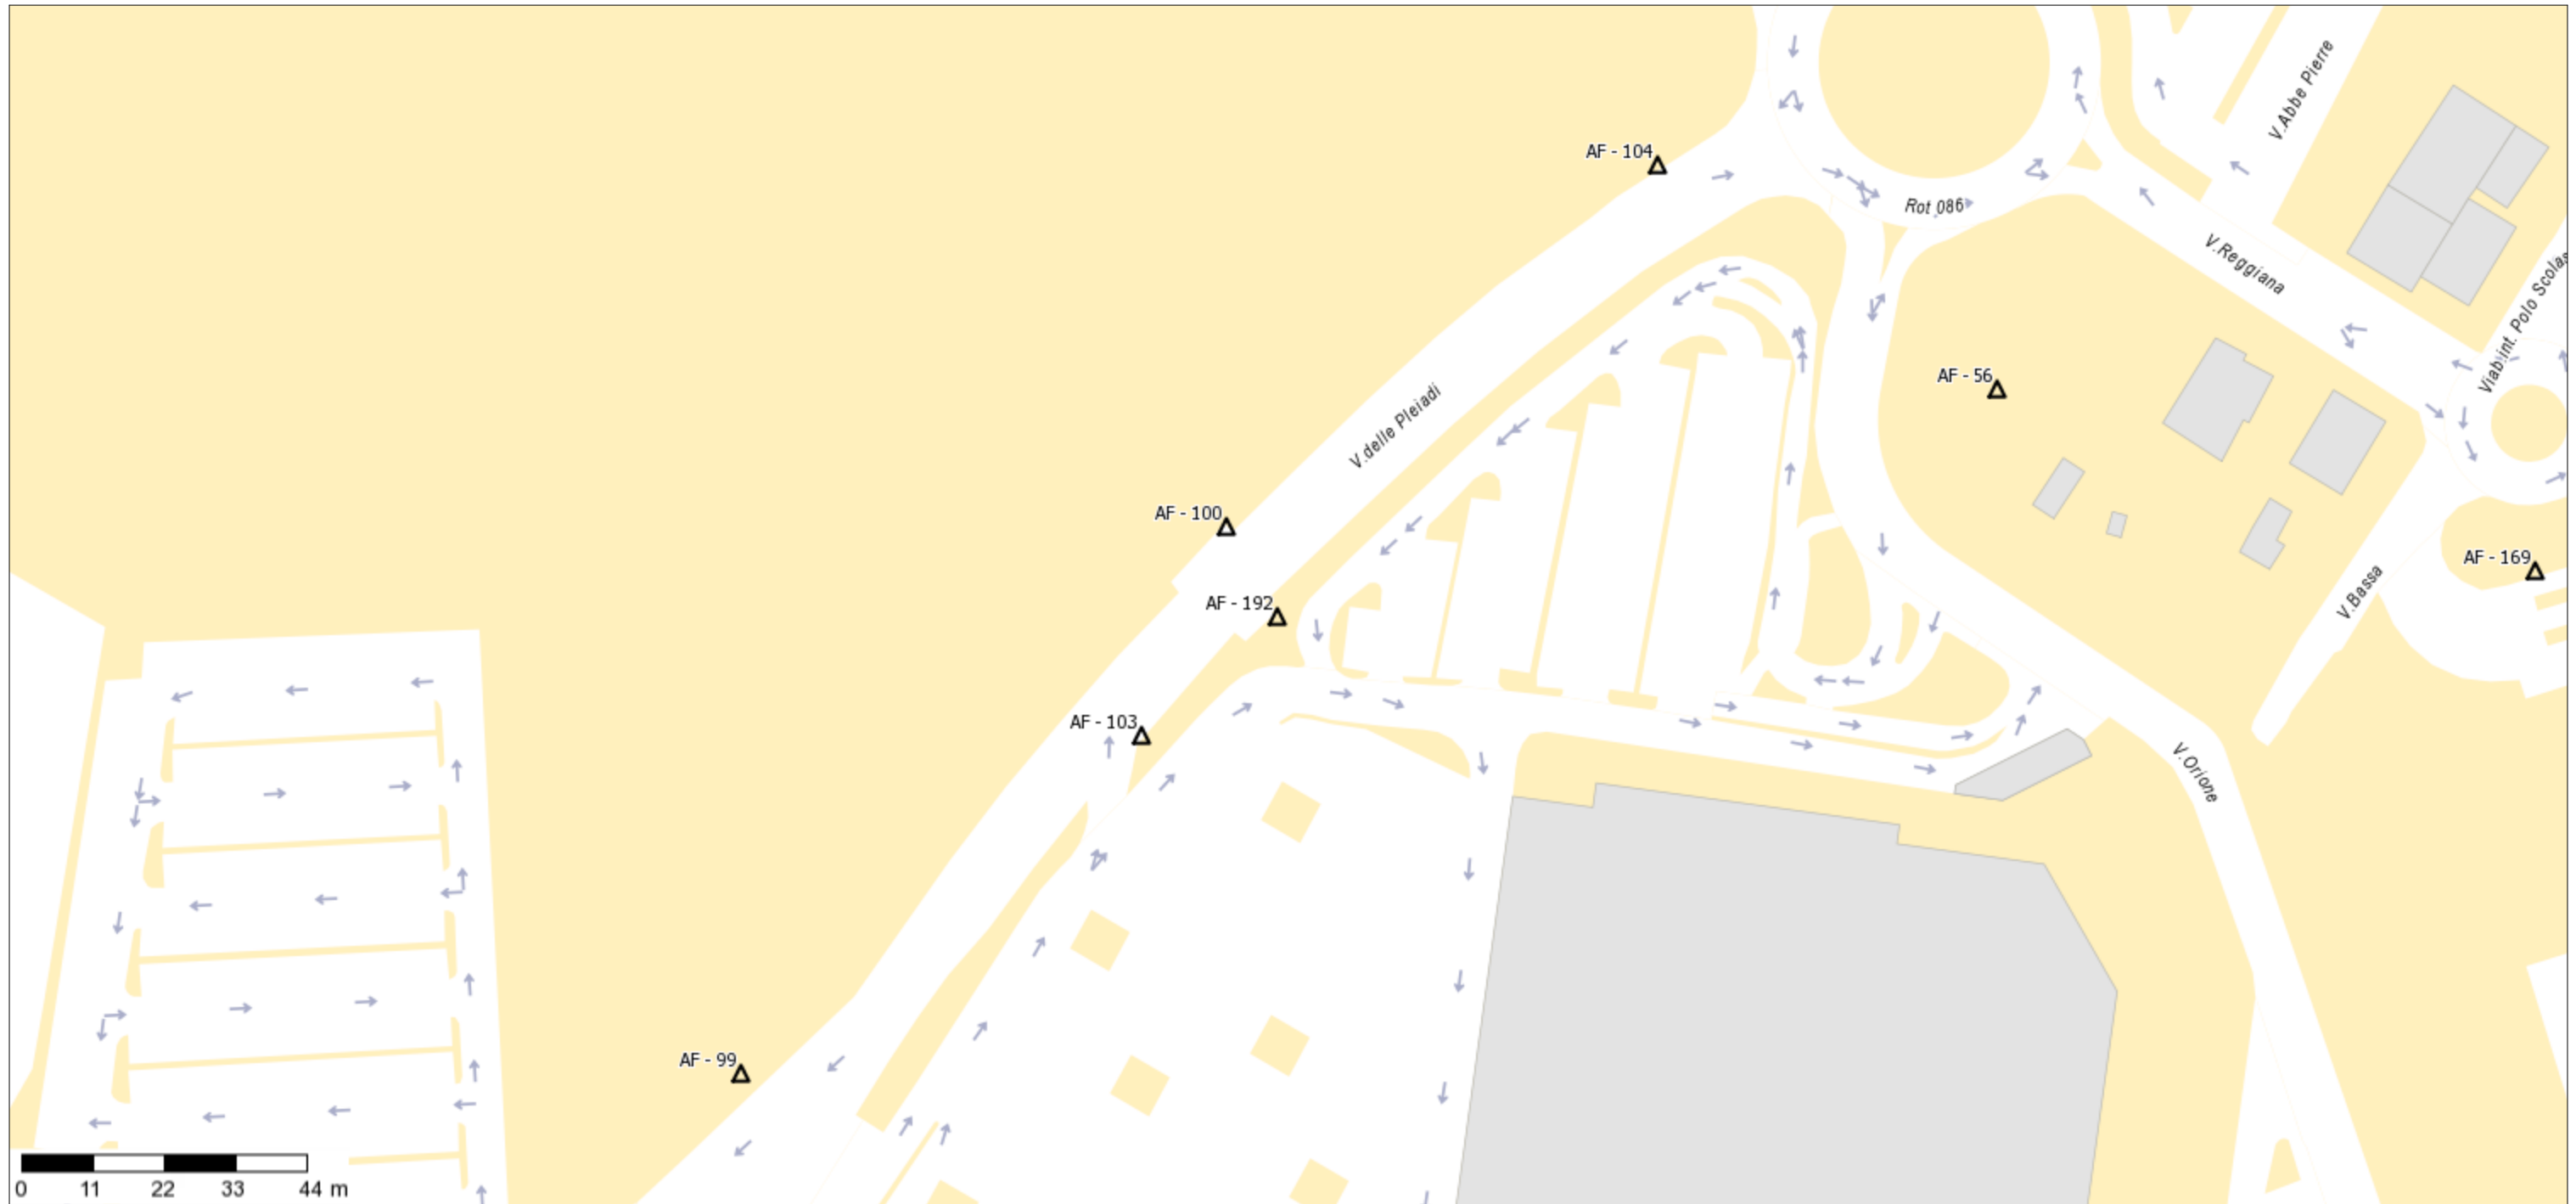 V.Abbe Pierre
AF - 104
Rot 086
V.Reggiana
Viab.int. Polo Scolas
AF - 56
V.delle Pleiadi
AF - 100
AF - 169
V.Bassa
AF - 192
AF - 103
V.Orione
AF - 99
0 11 22 33 44 m